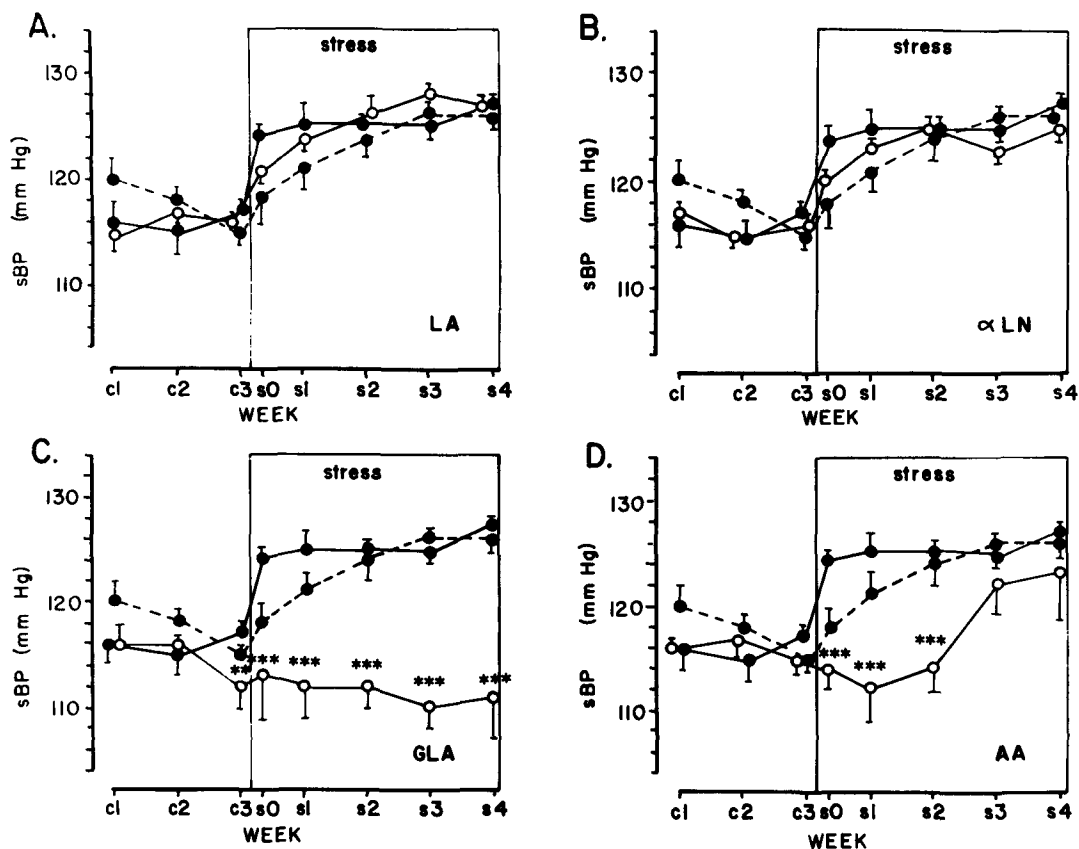 A.
stress
130
120
110
sBP (mm Hg)
LA
c1 c2 c3 s0 s1 s2 s3 s4
WEEK
B.
stress
130
120
110
sBP (mm Hg)
∝ LN
c1 c2 c3 s0 s1 s2 s3 s4
WEEK
C.
stress
130
120
110
sBP (mm Hg)
** *** *** *** *** ***
GLA
c1 c2 c3 s0 s1 s2 s3 s4
WEEK
D.
stress
130
120
110
sBP (mm Hg)
*** *** ***
AA
c1 c2 c3 s0 s1 s2 s3 s4
WEEK